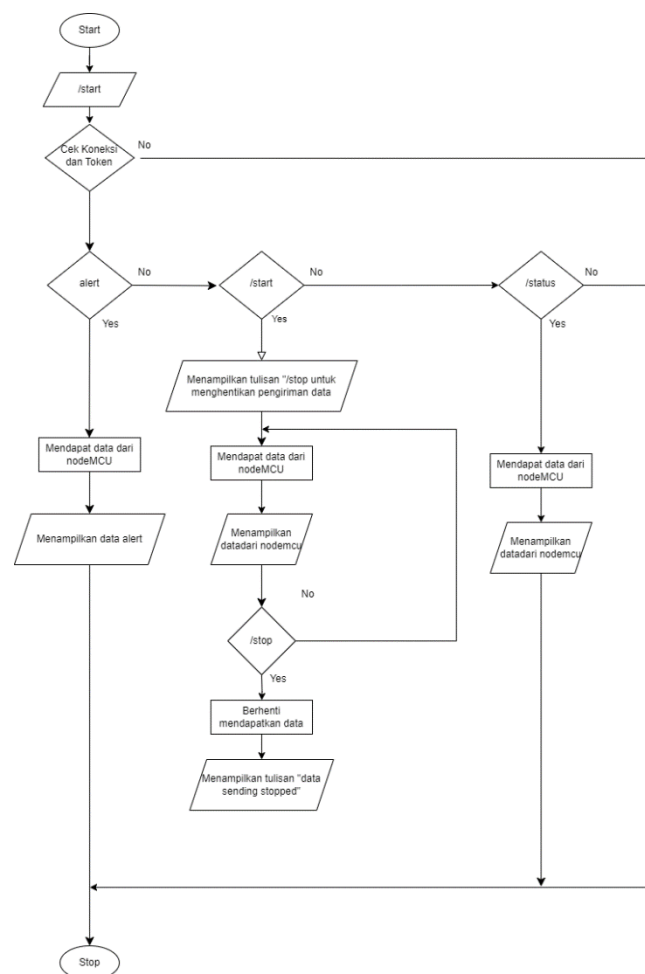 Start
/start
Cek Koneksi
dan Token
No
alert
No
/start
No
/status
No
Yes
Yes
Yes
Menampilkan tulisan "/stop untuk
menghentikan pengiriman data
Mendapat data dari
nodeMCU
Mendapat data dari
nodeMCU
Mendapat data dari
nodeMCU
Menampilkan data alert
Menampilkan
datadari nodemcu
Menampilkan
datadari nodemcu
No
/stop
Yes
Berhenti
mendapatkan data
Menampilkan tulisan "data
sending stopped"
Stop